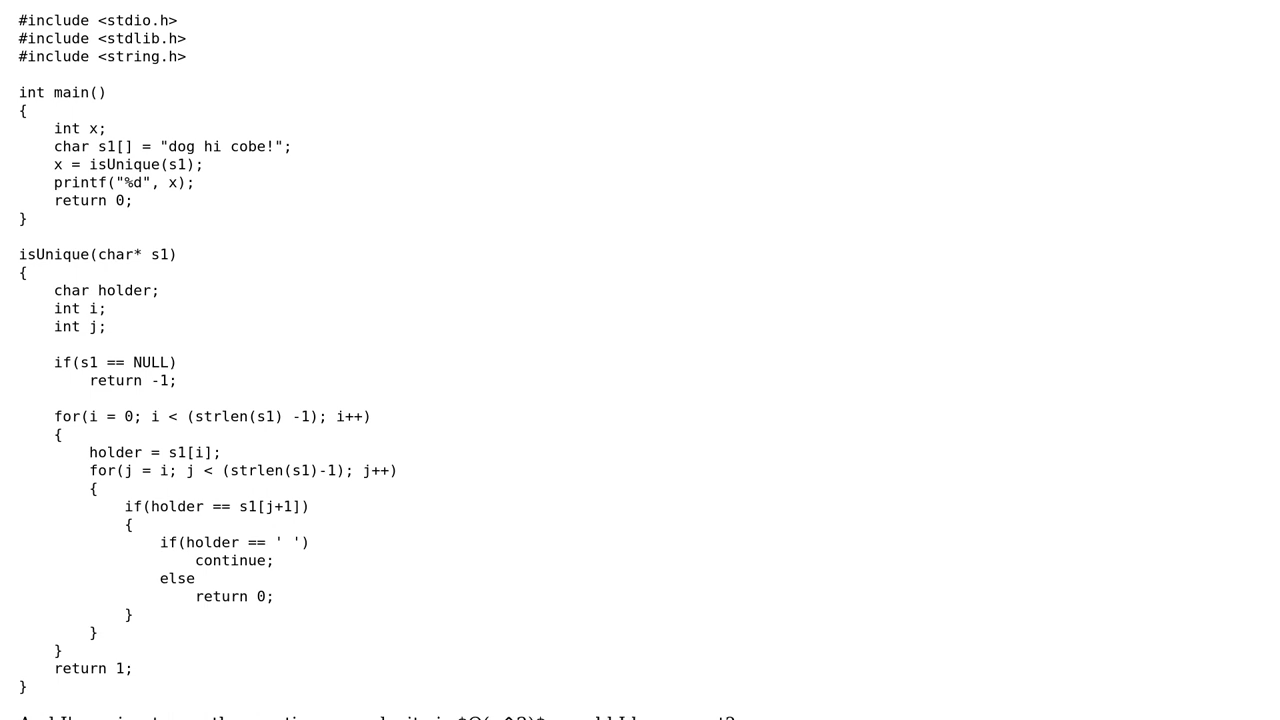 #include <stdio.h>
#include <stdlib.h>
#include <string.h>

int main()
{
    int x;
    char s1[] = "dog hi cobe!";
    x = isUnique(s1);
    printf("%d", x);
    return 0;
}

isUnique(char* s1)
{
    char holder;
    int i;
    int j;

    if(s1 == NULL)
        return -1;

    for(i = 0; i < (strlen(s1) -1); i++)
    {
        holder = s1[i];
        for(j = i; j < (strlen(s1)-1); j++)
        {
            if(holder == s1[j+1])
            {
                if(holder == ' ')
                    continue;
                else
                    return 0;
            }
        }
    }
    return 1;
}